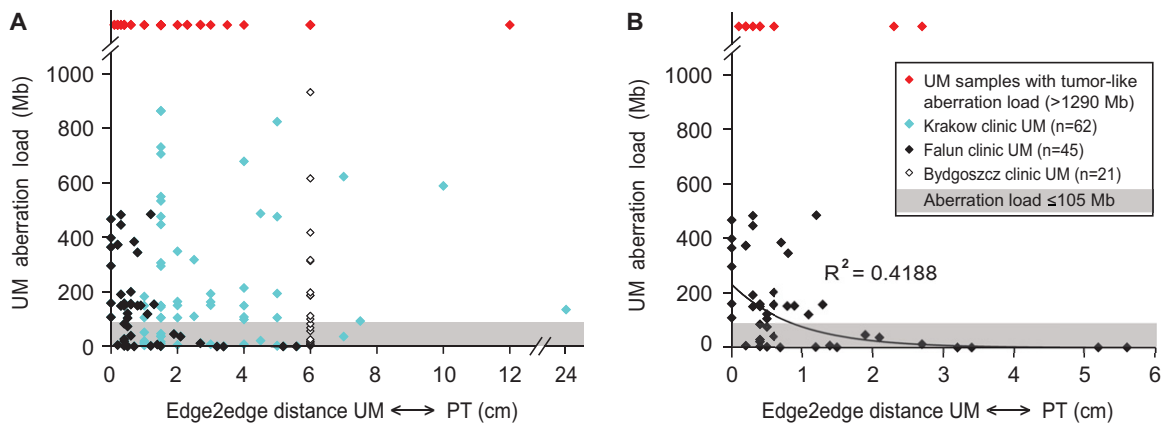 A
UM aberration load (Mb)
1000
800
600
400
200
0
0 2 4 6 8 10 12 24
Edge2edge distance UM ⟷ PT (cm)
B
UM aberration load (Mb)
1000
800
600
400
200
0
UM samples with tumor-like
aberration load (>1290 Mb)
Krakow clinic UM (n=62)
Falun clinic UM (n=45)
Bydgoszcz clinic UM (n=21)
Aberration load ≤105 Mb
R² = 0.4188
0 1 2 3 4 5 6
Edge2edge distance UM ⟷ PT (cm)